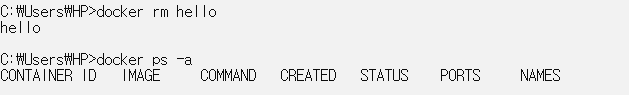 C:₩Users₩HP>docker rm hello
hello
C:₩Users₩HP>docker ps -a
CONTAINER ID   IMAGE     COMMAND   CREATED   STATUS    PORTS     NAMES